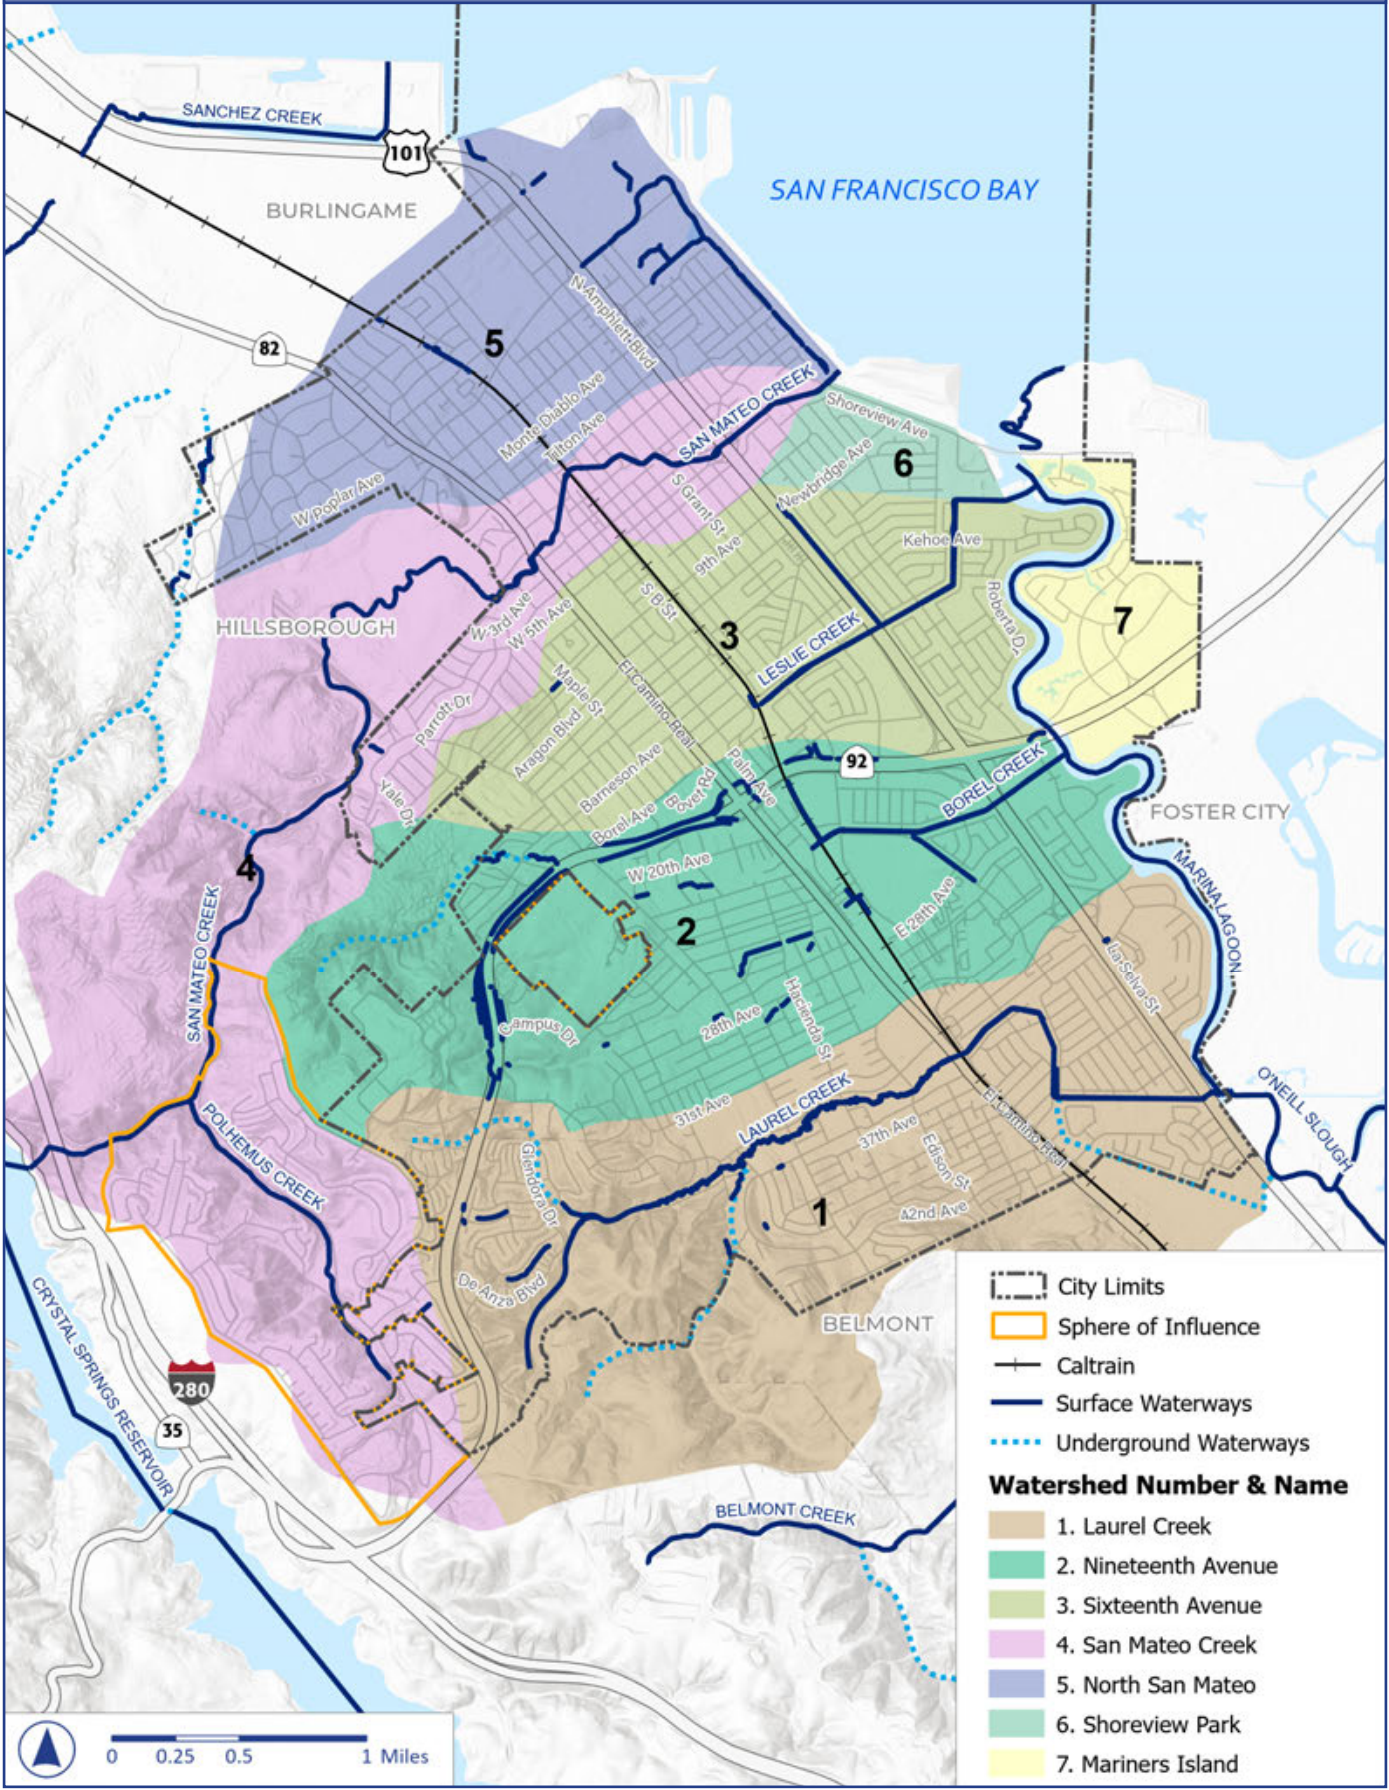 SANCHEZ CREEK
101
SAN FRANCISCO BAY
BURLINGAME
N Amphlett Blvd
82
5
Monte Diablo Ave
Tilton Ave
SAN MATEO CREEK
Shoreview Ave
6
Newbridge Ave
W Poplar Ave
S Grant St
9th Ave
Kehoe Ave
HILLSBOROUGH
W 3rd Ave
W 5th Ave
S B St
3
LESLIE CREEK
Roberta Dr
7
Maple St
El Camino Real
Parrott Dr
Aragon Blvd
Barneson Ave
Palm Ave
Bovet Rd
92
BOREL CREEK
Yale Dr
Borel Ave
FOSTER CITY
4
W 20th Ave
MARINA LAGOON
SAN MATEO CREEK
2
E 28th Ave
La Selva St
Campus Dr
28th Ave
Hacienda St
O'NEILL SLOUGH
POLHEMUS CREEK
31st Ave
LAUREL CREEK
El Camino Real
37th Ave
Edison St
Glendora Dr
1
42nd Ave
De Anza Blvd
BELMONT
CRYSTAL SPRINGS RESERVOIR
280
35
BELMONT CREEK
City Limits
Sphere of Influence
Caltrain
Surface Waterways
Underground Waterways
Watershed Number & Name
1. Laurel Creek
2. Nineteenth Avenue
3. Sixteenth Avenue
4. San Mateo Creek
5. North San Mateo
6. Shoreview Park
7. Mariners Island
0 0.25 0.5 1 Miles